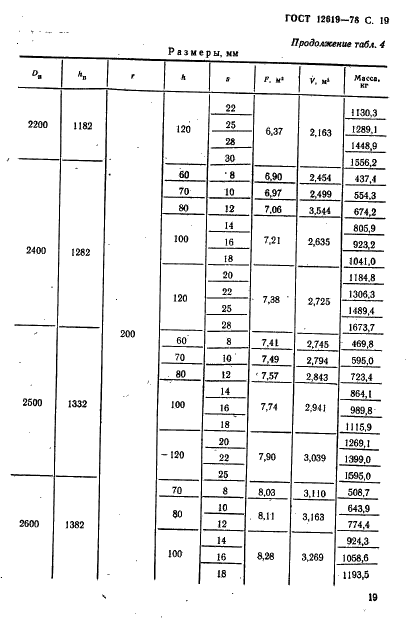 ГОСТ 12619—78 С. 19
Продолжение табл. 4
Размеры, мм
Dв hв r h s F, м² V, м³ Масса, кг
2200 1182 200 120 22 6,37 2,163 1130,3
25 1289,1
28 1448,9
30 1556,2
2400 1282 60 8 6,90 2,454 437,4
70 10 6,97 2,499 554,3
80 12 7,06 3,544 674,2
100 14 7,21 2,635 805,9
16 923,2
18 1041,0
120 20 7,38 2,725 1184,8
22 1306,3
25 1489,4
28 1673,7
2500 1332 60 8 7,41 2,745 469,8
70 10 7,49 2,794 595,0
80 12 7,57 2,843 723,4
100 14 7,74 2,941 864,1
16 989,8
18 1115,9
120 20 7,90 3,039 1269,1
22 1399,0
25 1595,0
2600 1382 70 8 8,03 3,110 508,7
80 10 8,11 3,163 643,9
12 774,4
100 14 8,28 3,269 924,3
16 1058,6
18 1193,5
19